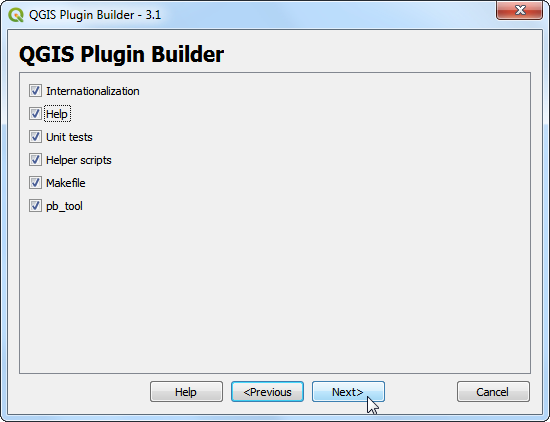 QGIS Plugin Builder - 3.1
QGIS Plugin Builder
Internationalization
Help
Unit tests
Helper scripts
Makefile
pb_tool
Help <Previous Next> Cancel